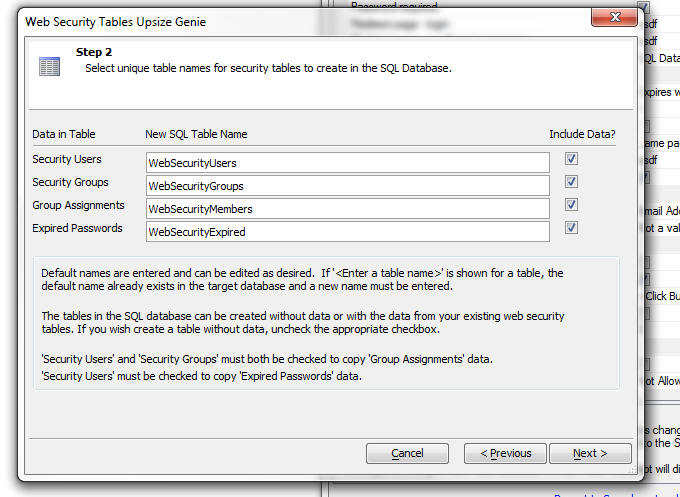 Web Security Tables Upsize Genie
Step 2
Select unique table names for security tables to create in the SQL Database.
Data in Table New SQL Table Name Include Data?
Security Users WebSecurityUsers
Security Groups WebSecurityGroups
Group Assignments WebSecurityMembers
Expired Passwords WebSecurityExpired
Default names are entered and can be edited as desired. If '<Enter a table name>' is shown for a table, the
default name already exists in the target database and a new name must be entered.
The tables in the SQL database can be created without data or with the data from your existing web security
tables. If you wish create a table without data, uncheck the appropriate checkbox.
'Security Users' and 'Security Groups' must both be checked to copy 'Group Assignments' data.
'Security Users' must be checked to copy 'Expired Passwords' data.
Cancel < Previous Next >
Password required
sdf
sdf
QL Data
xpires w
ame pa
sdf
mail Add
ot a val
Click Bu
ot Allow
s chang
to the S
ot will di